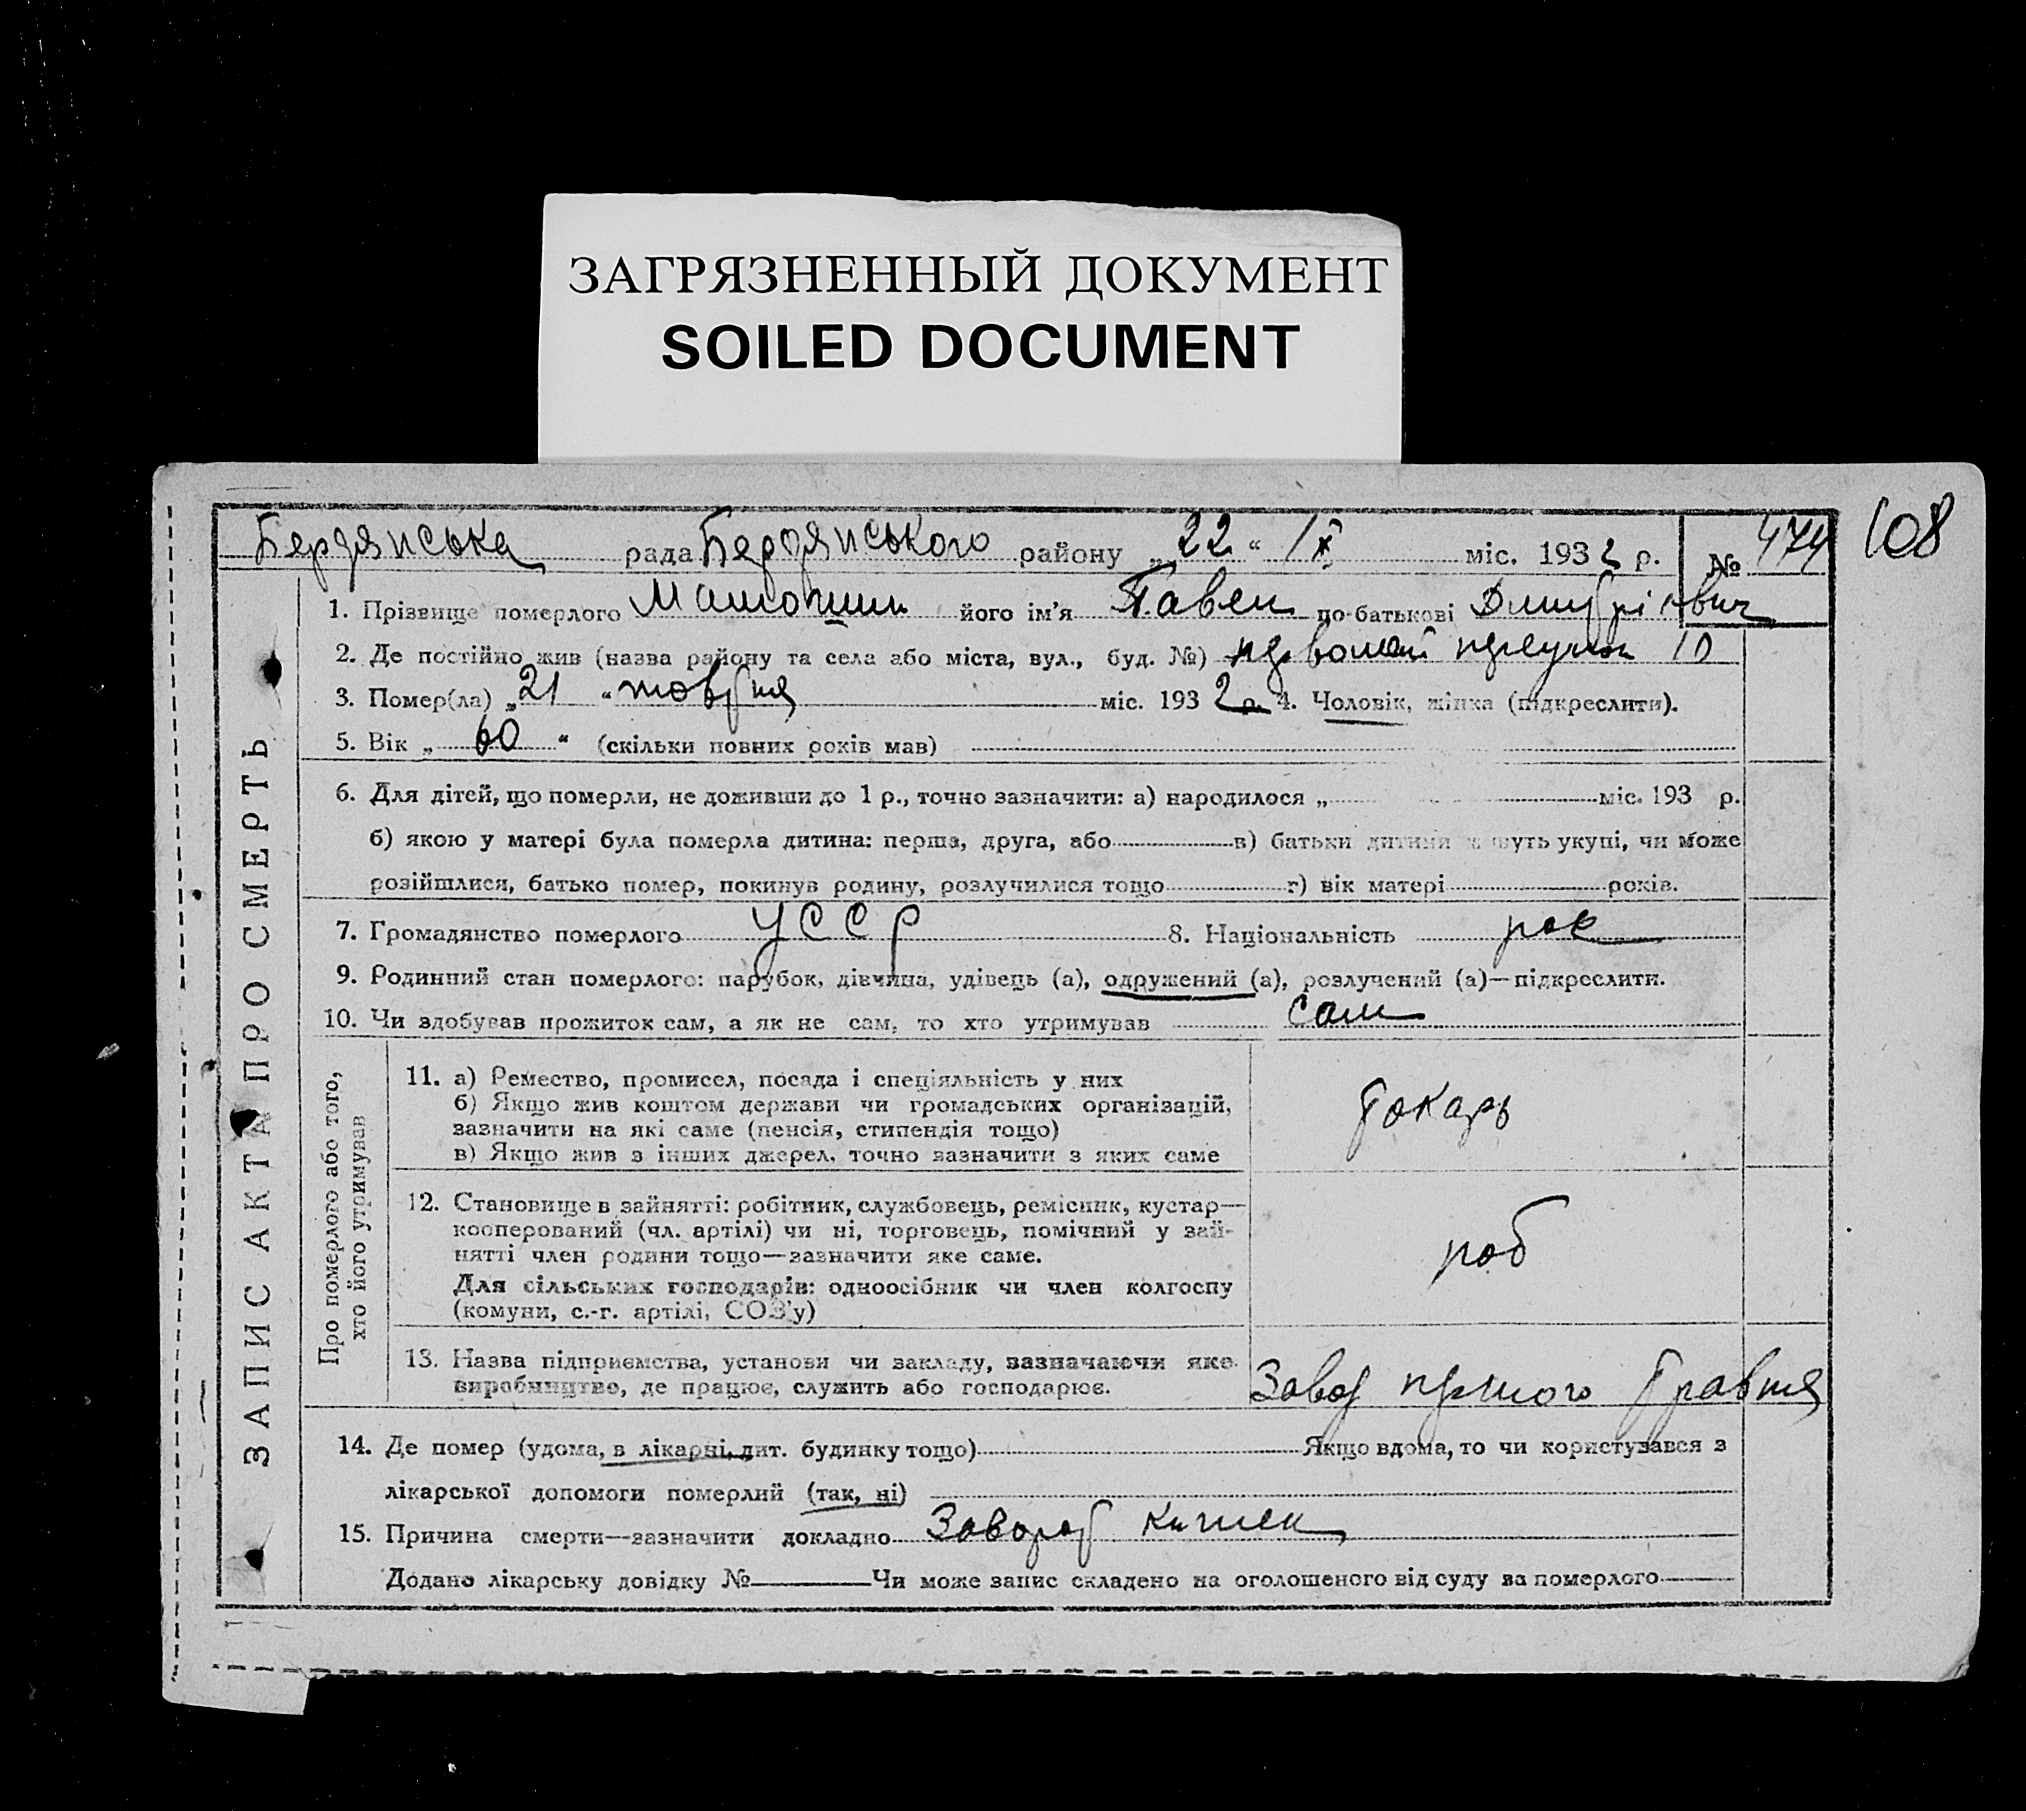 ЗАГРЯЗНЕННЫЙ ДОКУМЕНТ
SOILED DOCUMENT
108
Бердянська рада Бердянського району „22“ міс. 1932 р. № 474
1. Прізвище померлого його ім'я Павел по-батькові
2. Де постійно жив (назва району та села або міста, вул., буд. №) 10
3. Помер(ла) „21“ жовтня міс. 1932 р. 4. Чоловік, жінка (підкреслити).
5. Вік „60“ (скільки повних років мав)
6. Для дітей, що померли, не доживши до 1 р., точно зазначити: а) народилося „ міс. 193 р.
б) якою у матері була померла дитина: перша, друга, або в) батьки дитини живуть укупі, чи може
розійшлися, батько помер, покинув родину, розлучилися тощо г) вік матері років.
7. Громадянство померлого УССР 8. Національність рос
9. Родинний стан померлого: парубок, дівчина, удівець (а), одружений (а), розлучений (а)—підкреслити.
10. Чи здобував прожиток сам, а як не сам, то хто утримував сам
Про померлого або того,
хто його утримував
11. а) Ремество, промисел, посада і спеціяльність у них
б) Якщо жив коштом держави чи громадських організацій,
зазначити на які саме (пенсія, стипендія тощо)
в) Якщо жив з інших джерел, точно зазначити з яких саме
токарь
12. Становище в зайнятті: робітник, службовець, ремісник, кустар—
кооперований (чл. артілі) чи ні, торговець, помічний у зай-
нятті член родини тощо—зазначити яке саме.
Для сільських господарів: одноосібник чи член колгоспу
(комуни, с.-г. артілі, СОЗ'у)
роб
13. Назва підприємства, установи чи закладу, зазначаючи яке
виробництво, де працює, служить або господарює.
Завод травня
14. Де помер (удома, в лікарні, дит. будинку тощо) Якщо вдома, то чи користувався з
лікарської допомоги померлий (так, ні)
15. Причина смерти—зазначити докладно Заворот кишек
Додано лікарську довідку № Чи може запис складено на оголошеного від суду за померлого
ЗАПИС АКТА ПРО СМЕРТЬ